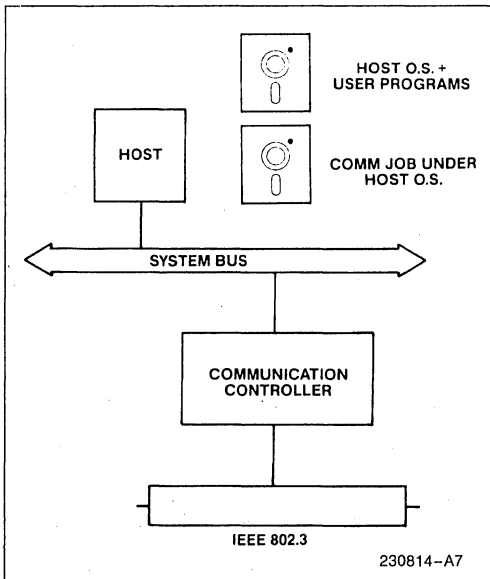 HOST O.S. +
USER PROGRAMS
HOST
COMM JOB UNDER
HOST O.S.
SYSTEM BUS
COMMUNICATION
CONTROLLER
IEEE 802.3
230814-A7